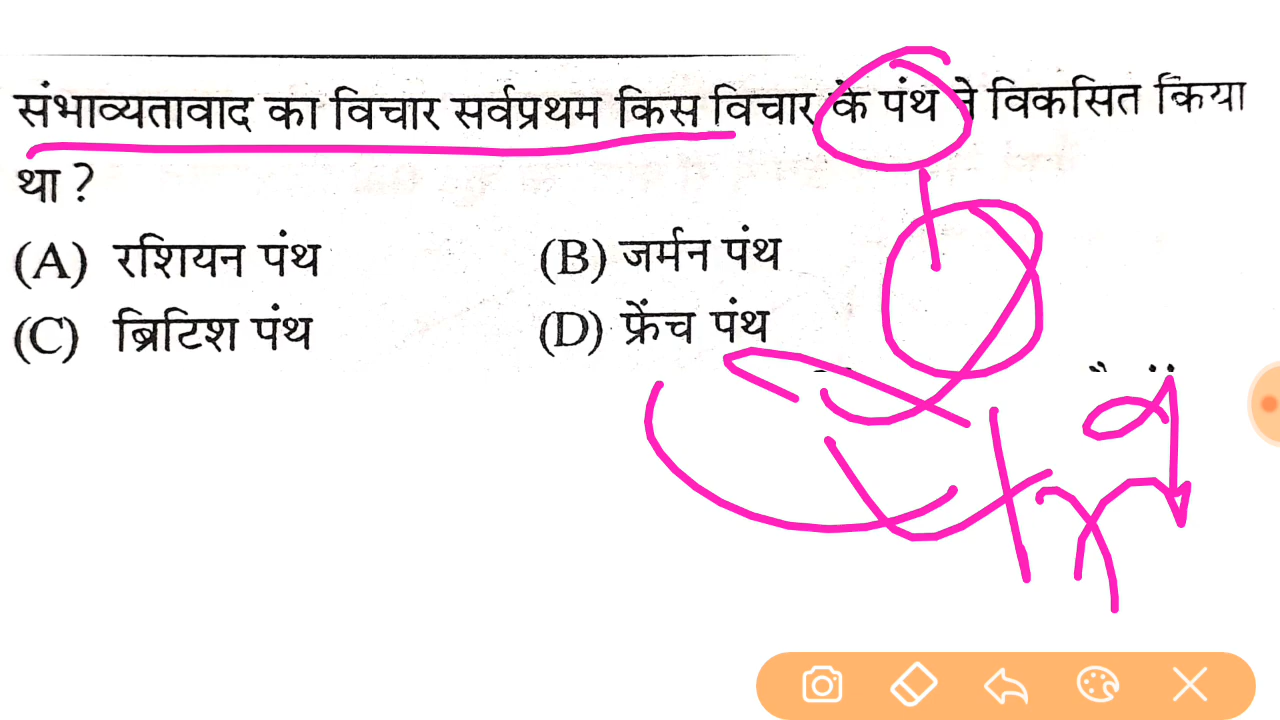 संभाव्यतावाद का विचार सर्वप्रथम किस विचार के पंथ ने विकसित किया
था ?
(A) रशियन पंथ (B) जर्मन पंथ
(C) ब्रिटिश पंथ (D) फ्रेंच पंथ